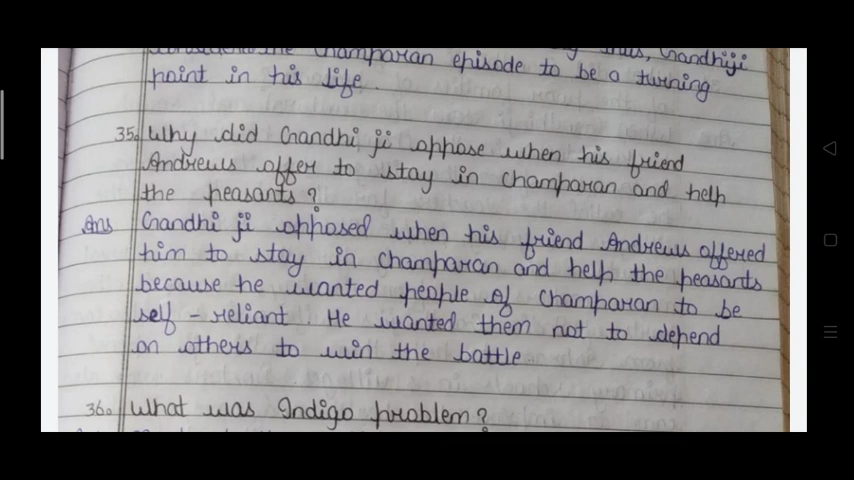 Champaran episode to be a turning
thus, Gandhiji
point in his life.
35. Why did Gandhi ji oppose when his friend
Andrews offer to stay in champaran and help
the peasants?
Ans Gandhi ji opposed when his friend Andrews offered
him to stay in champaran and help the peasants
because he wanted people of Champaran to be
self-reliant. He wanted them not to depend
on others to win the battle.
36. What was Indigo problem?